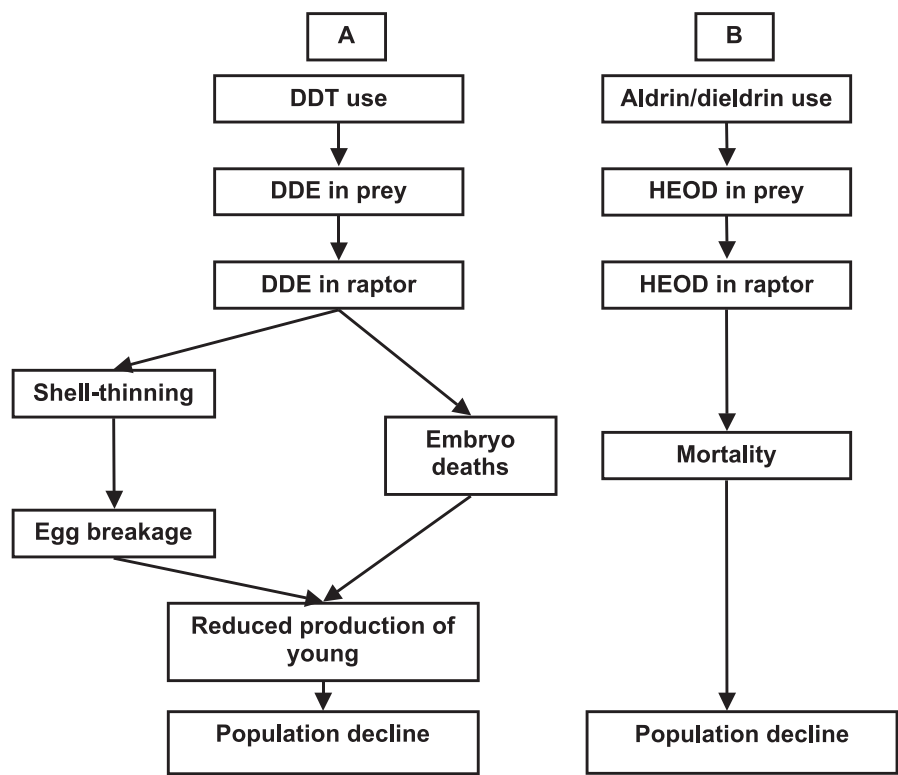 A
DDT use
DDE in prey
DDE in raptor
Shell-thinning
Embryo
deaths
Egg breakage
Reduced production of
young
Population decline
B
Aldrin/dieldrin use
HEOD in prey
HEOD in raptor
Mortality
Population decline